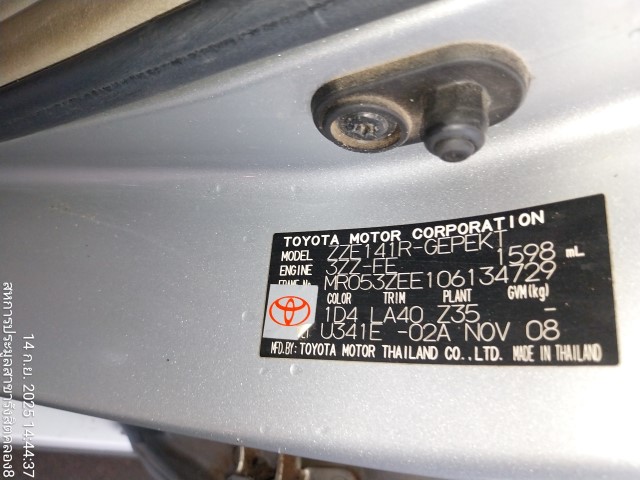 TOYOTA MOTOR CORPORATION
MODEL ZZE141R-GEPEKT
ENGINE 3ZZ-FE 1598 mL
FRAME No. MR053ZEE106134729
COLOR TRIM PLANT GVM(kg)
1D4 LA40 Z35 -
U341E -02A NOV 08
MFD.BY: TOYOTA MOTOR THAILAND CO.,LTD. MADE IN THAILAND
14 ก.ย. 2025 14:44:37